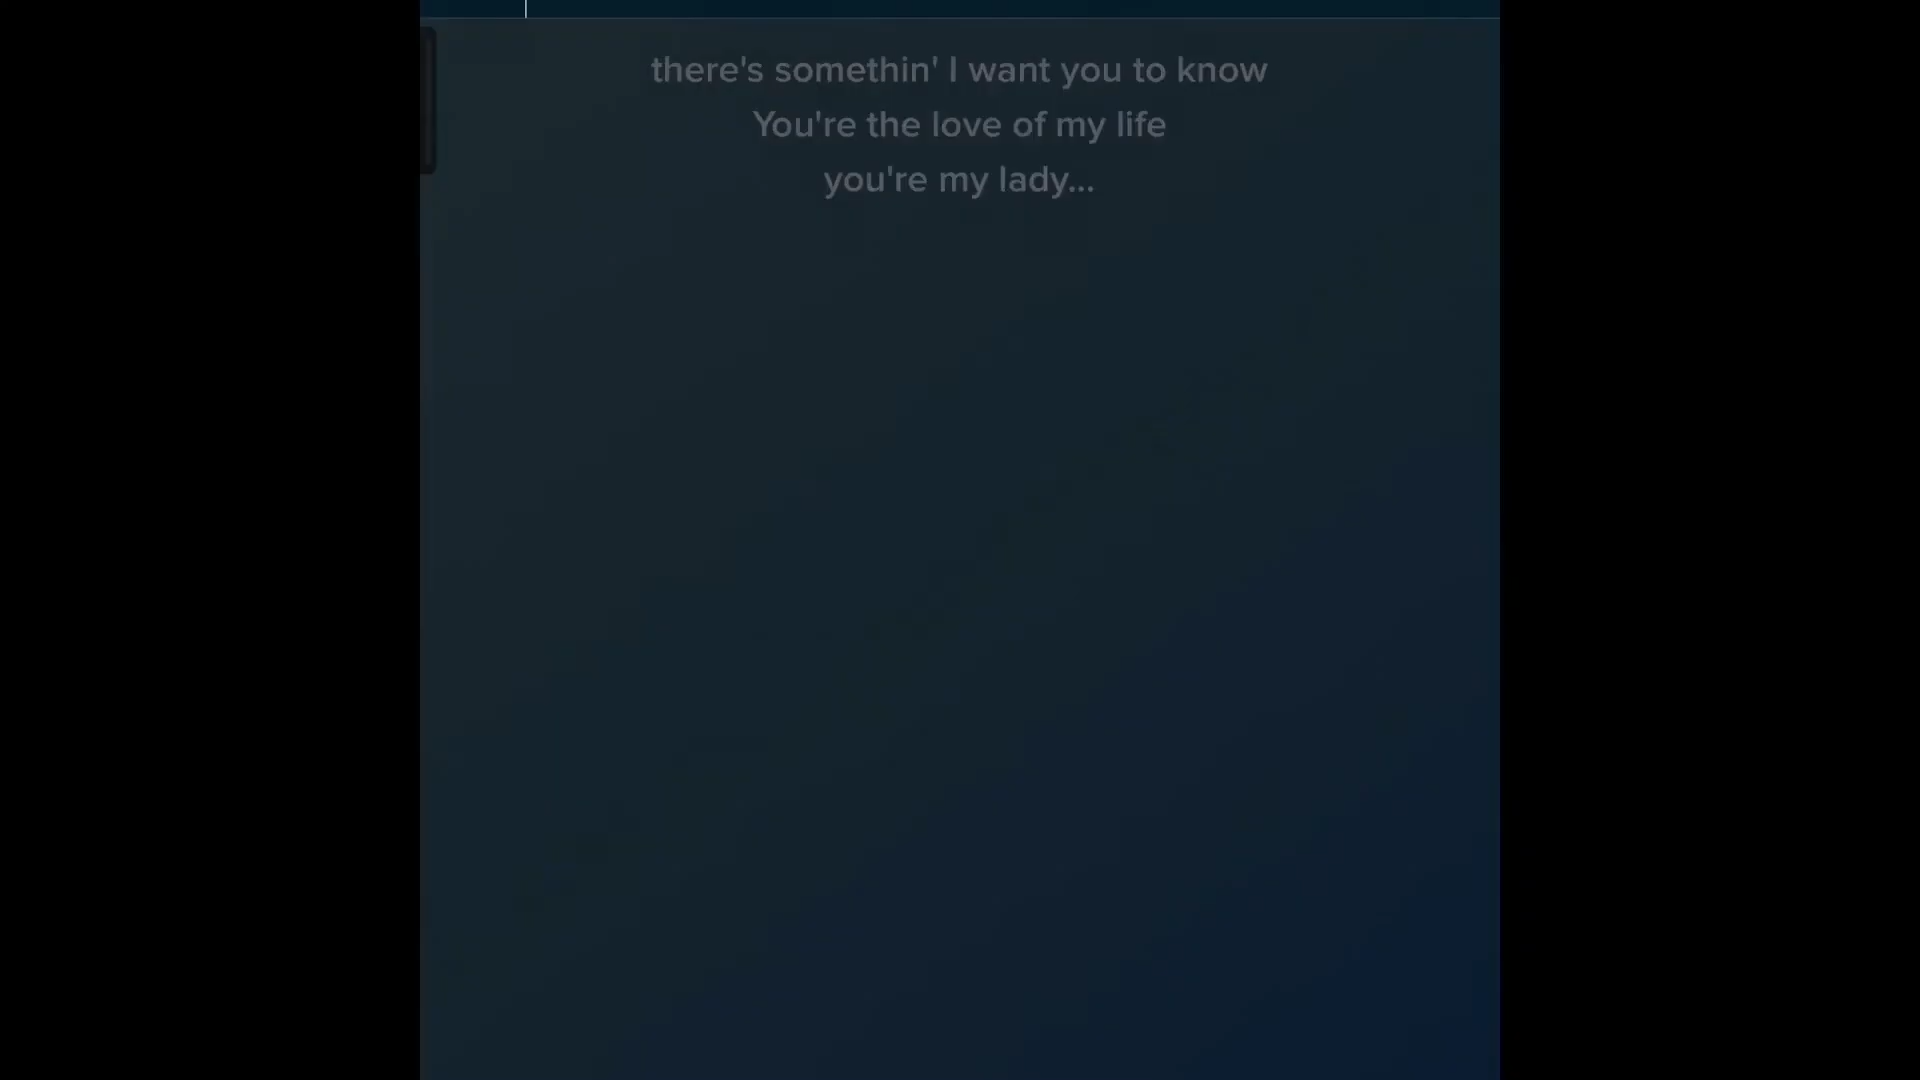 there's somethin' I want you to know
You're the love of my life
you're my lady...